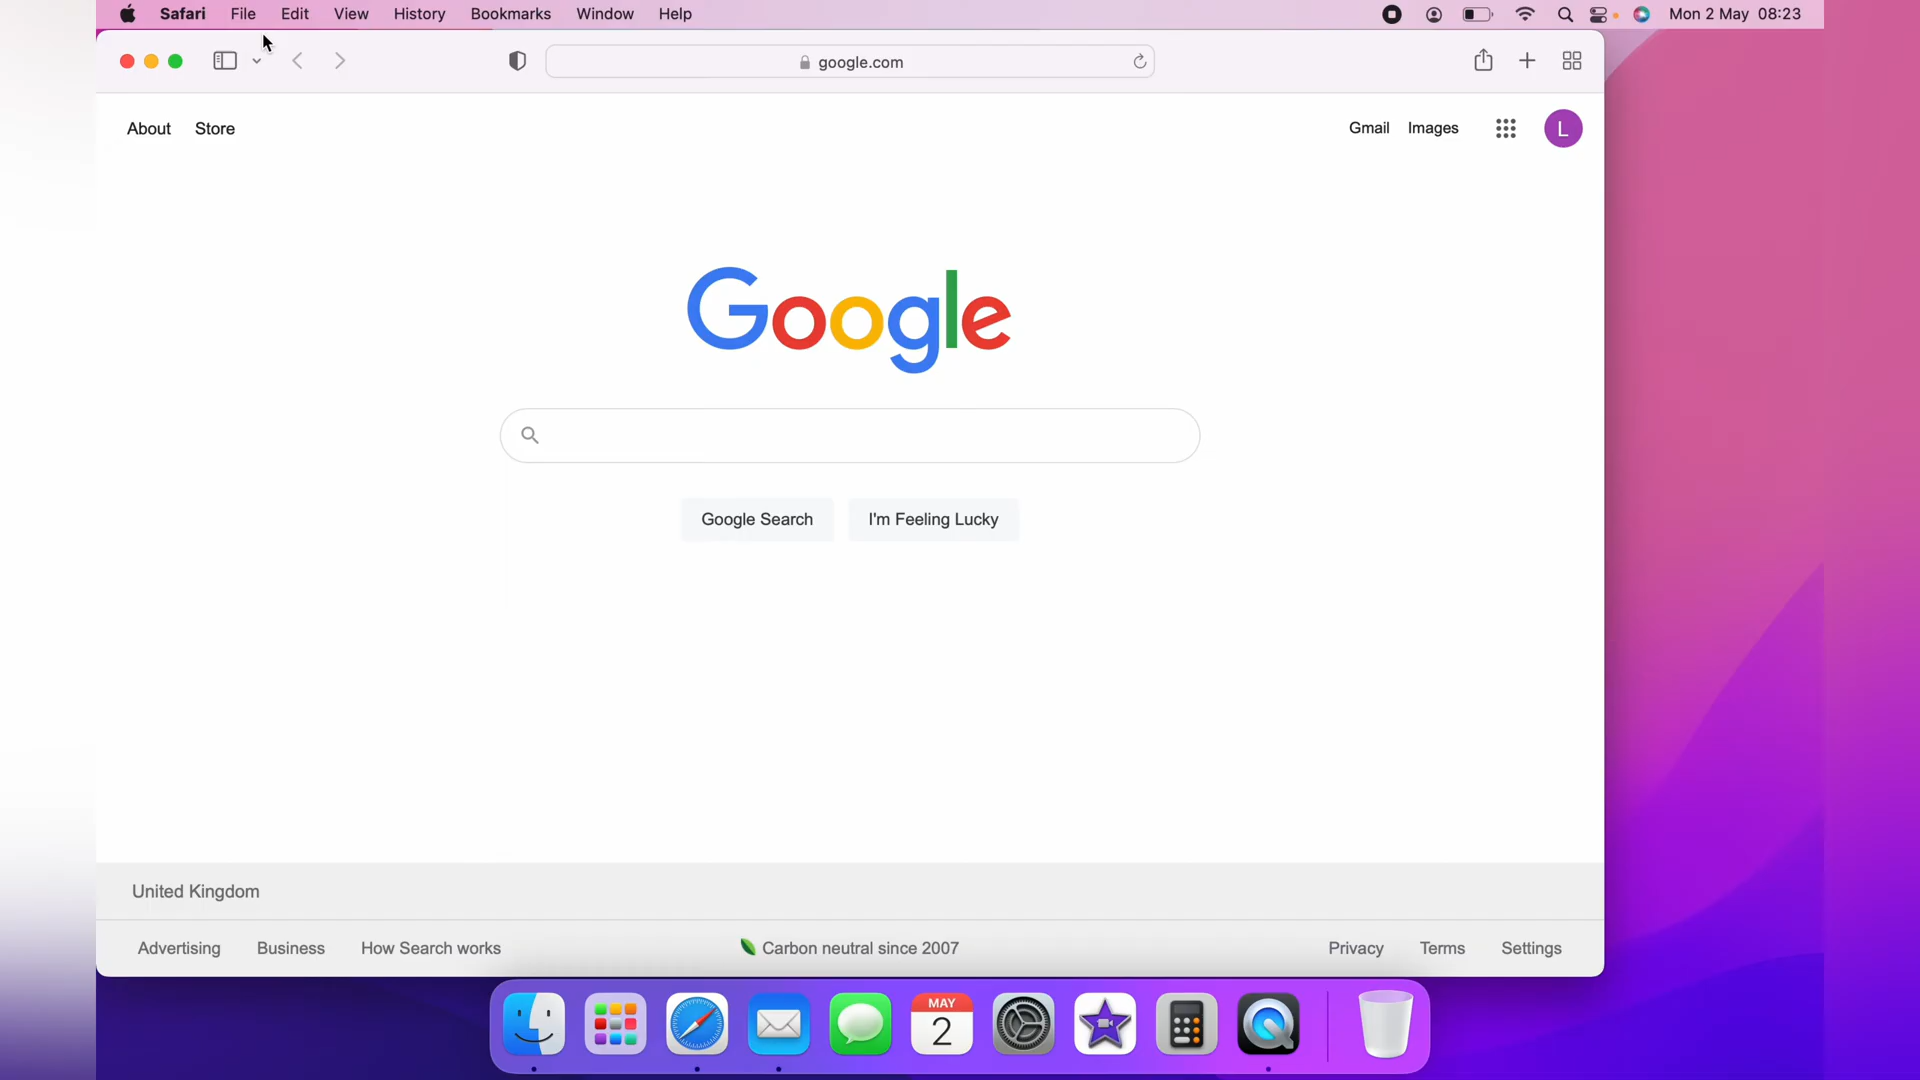 Safari File Edit View History Bookmarks Window Help Mon 2 May 08:23
google.com
About Store Gmail Images L
Google
Google Search I'm Feeling Lucky
United Kingdom
Advertising Business How Search works Carbon neutral since 2007 Privacy Terms Settings
MAY
2